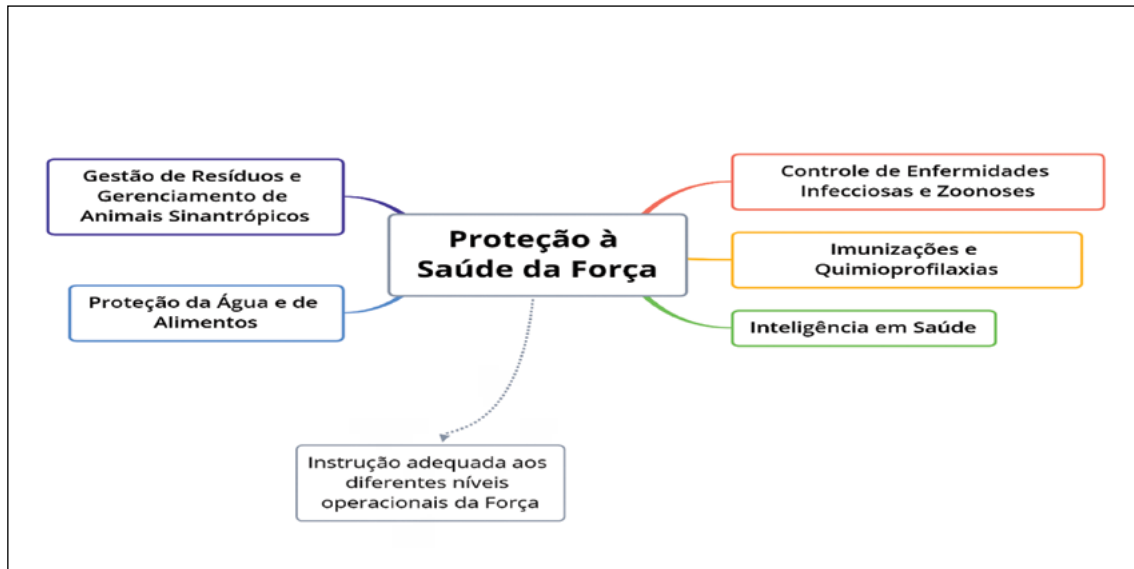 Gestão de Resíduos e
Gerenciamento de
Animais Sinantrópicos
Proteção da Água e de
Alimentos
Proteção à
Saúde da Força
Controle de Enfermidades
Infecciosas e Zoonoses
Imunizações e
Quimioprofilaxias
Inteligência em Saúde
Instrução adequada aos
diferentes níveis
operacionais da Força